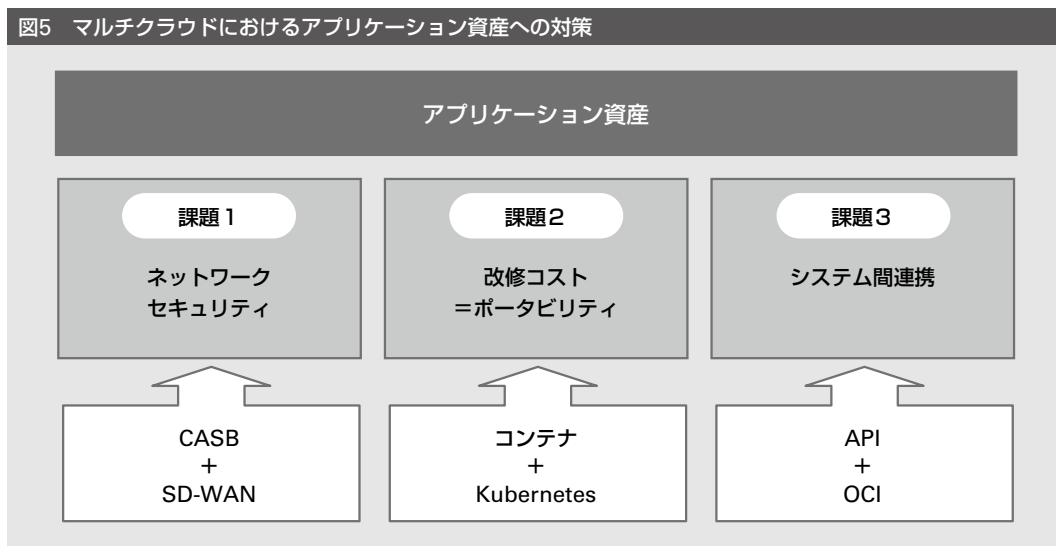 図5 マルチクラウドにおけるアプリケーション資産への対策
アプリケーション資産
課題1
ネットワーク
セキュリティ
課題2
改修コスト
＝ポータビリティ
課題3
システム間連携
CASB
＋
SD-WAN
コンテナ
＋
Kubernetes
API
＋
OCI